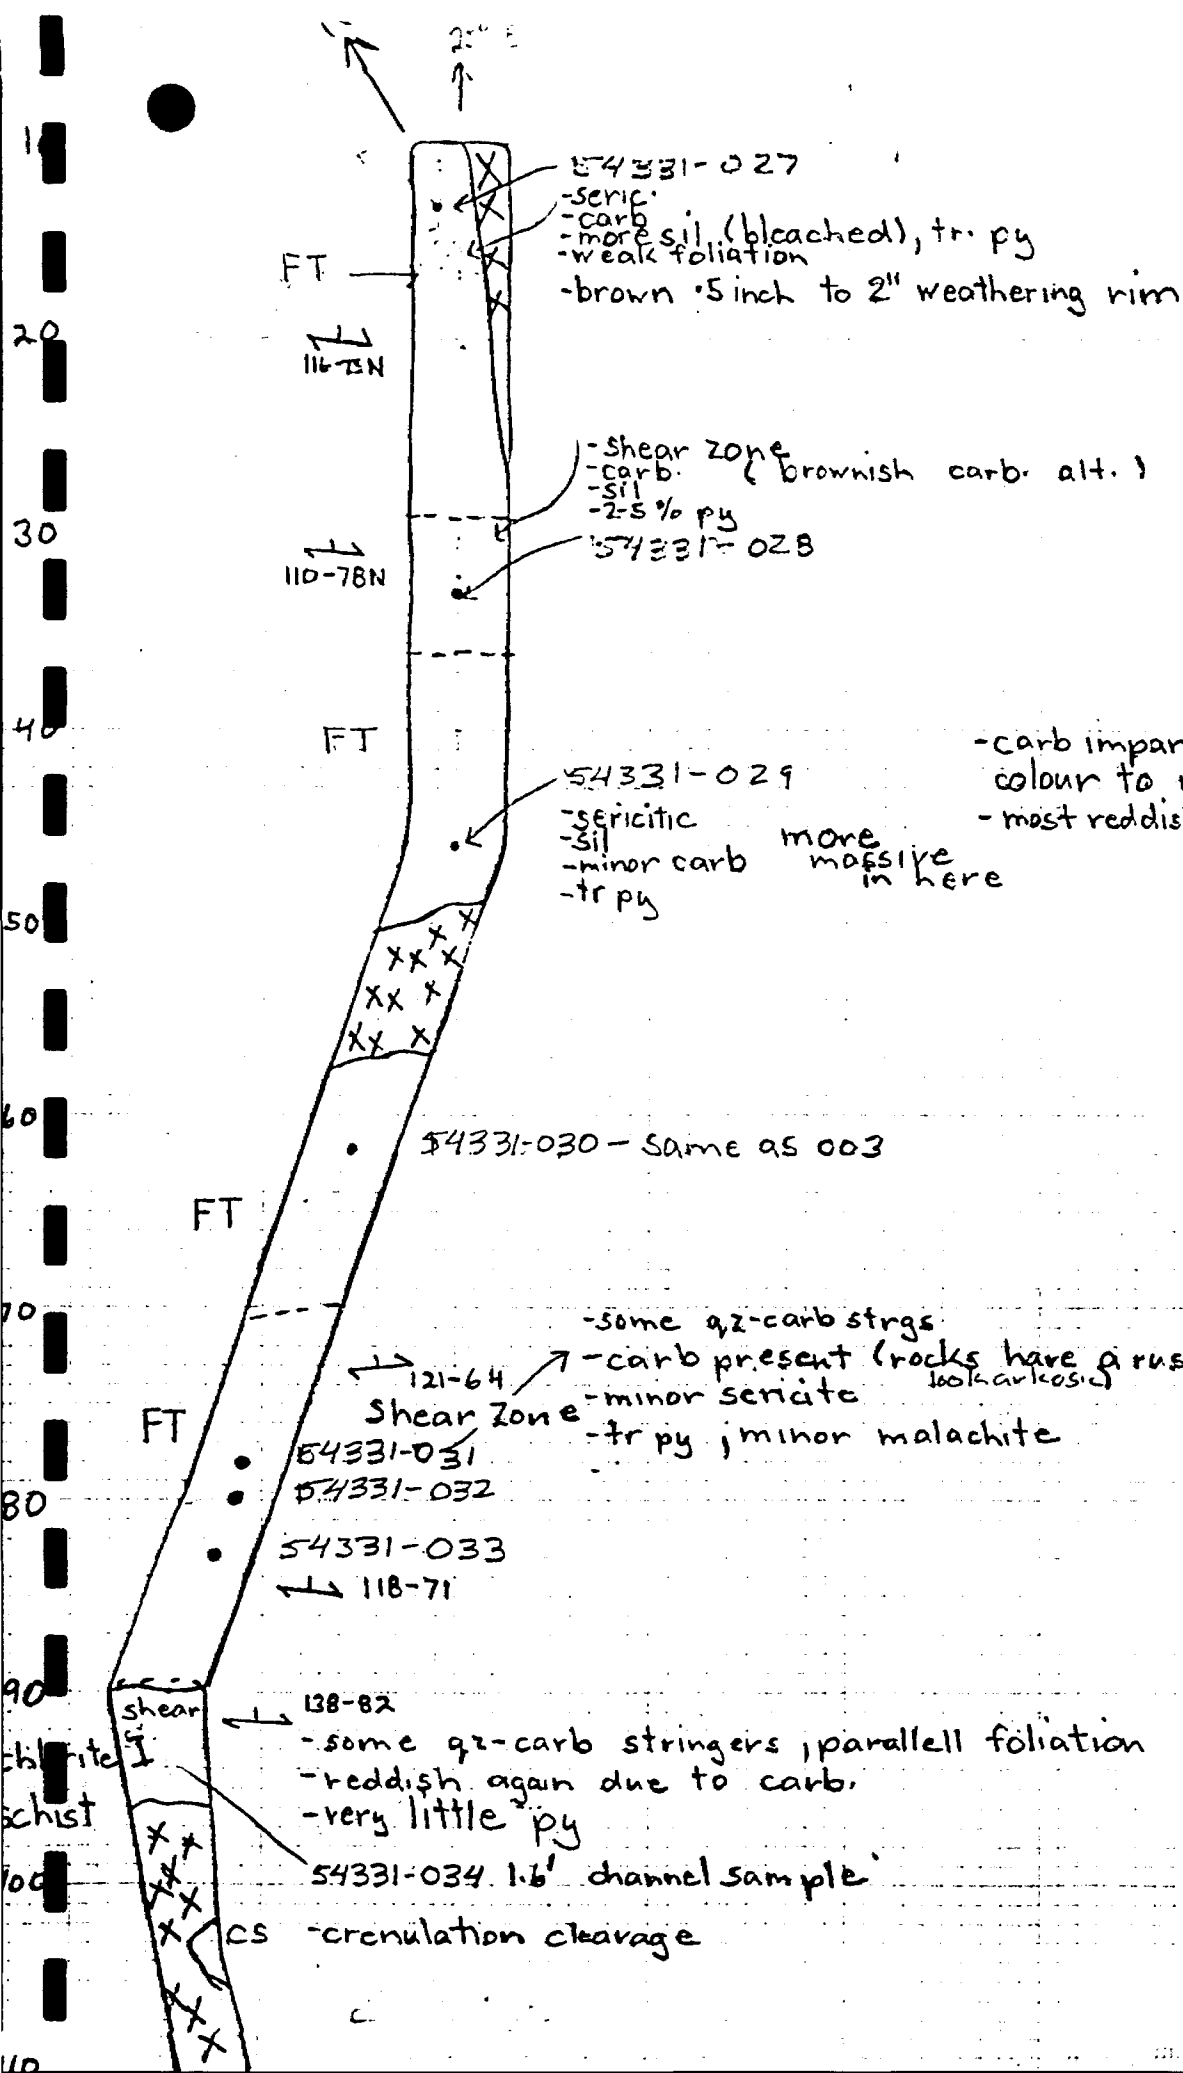 54331-027
-seric.
-carb
-more sil. (bleached), tr. py
-weak foliation
-brown .5 inch to 2" weathering rim
FT
20
116-75N
-shear zone
-carb. (brownish carb. alt.)
-sil
-2-5% py
30
54331-028
110-78N
40
FT
-carb impar
colour to
54331-029
-most reddis
-sericitic
-sil more
-minor carb massive
in here
-tr py
50
60
54331-030 - same as 003
FT
70
-some qz-carb strgs.
-carb present (rocks have a rus
look arkosic)
121-64
-minor sericite
Shear Zone
-tr py ; minor malachite
FT
54331-031
80
54331-032
54331-033
118-71
90
shear
138-82
-some qz-carb stringers ; parallell foliation
chlorite
-reddish again due to carb.
schist
-very little py
100
54331-034 1.6' channel sample
CS -crenulation cleavage
110